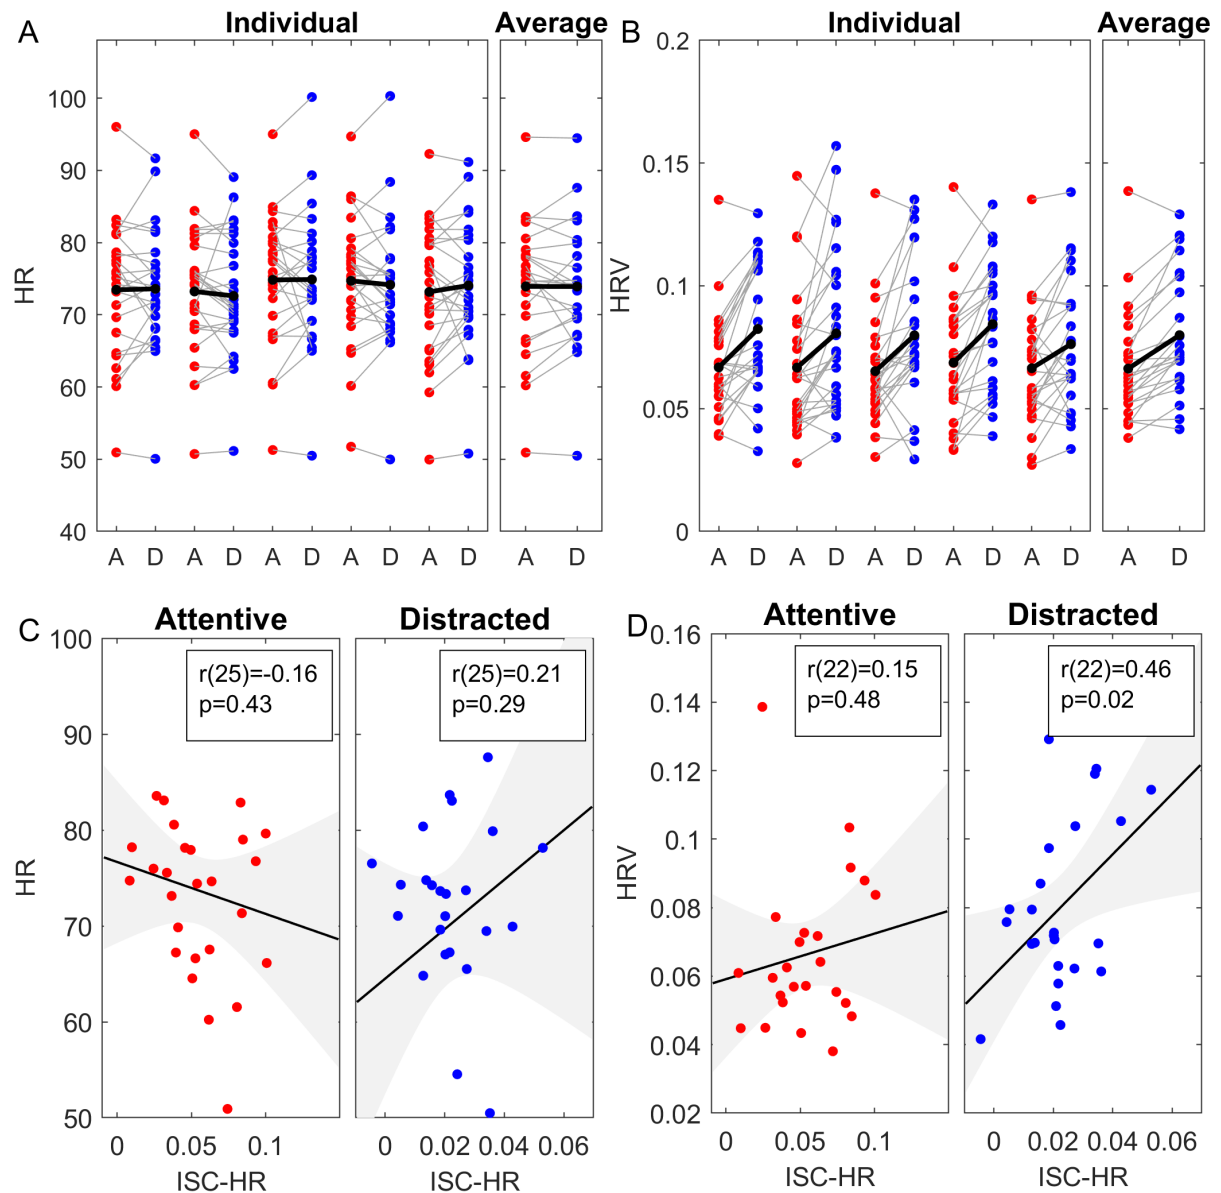 A
Individual
Average
HR
100
90
80
70
60
50
40
A D A D A D A D A D
A D
B
Individual
Average
HRV
0.2
0.15
0.1
0.05
0
A D A D A D A D A D
A D
C
Attentive
Distracted
r(25)=-0.16
p=0.43
r(25)=0.21
p=0.29
HR
100
90
80
70
60
50
0 0.05 0.1
0 0.02 0.04 0.06
ISC-HR
ISC-HR
D
Attentive
Distracted
r(22)=0.15
p=0.48
r(22)=0.46
p=0.02
HRV
0.16
0.14
0.12
0.1
0.08
0.06
0.04
0.02
0 0.05 0.1
0 0.02 0.04 0.06
ISC-HR
ISC-HR